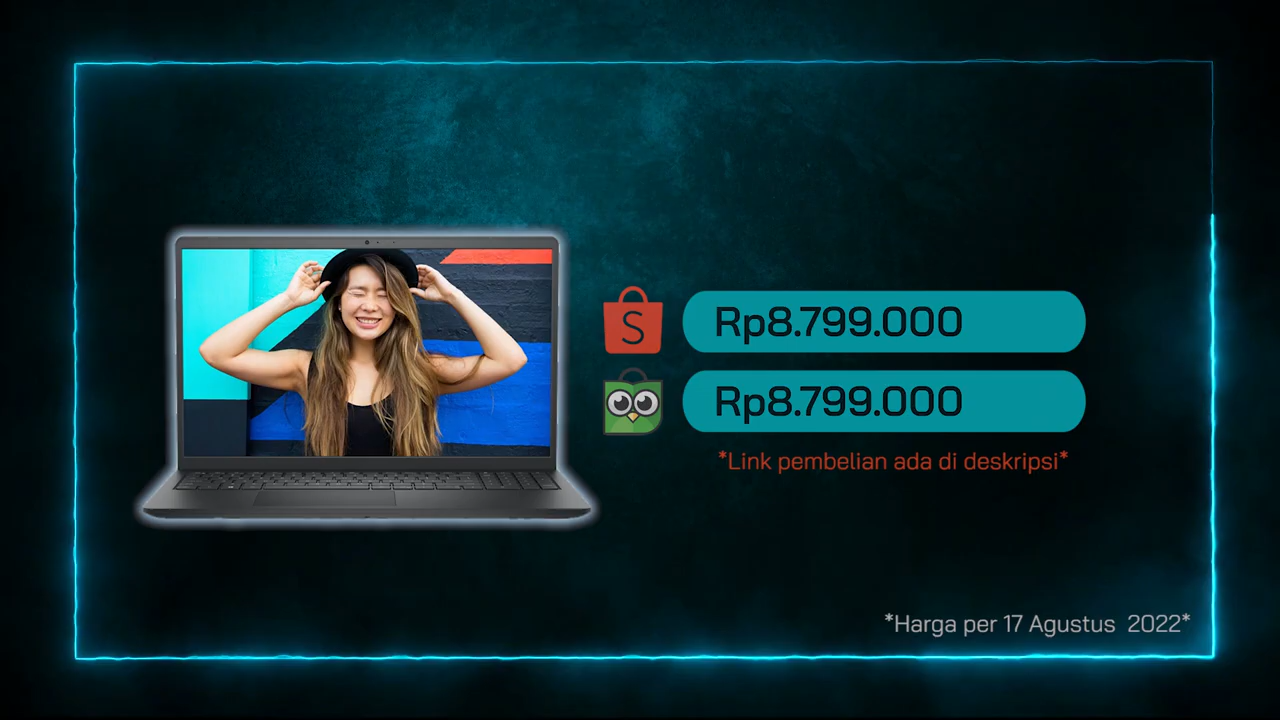 S
Rp8.799.000
Rp8.799.000
*Link pembelian ada di deskripsi*
*Harga per 17 Agustus 2022*